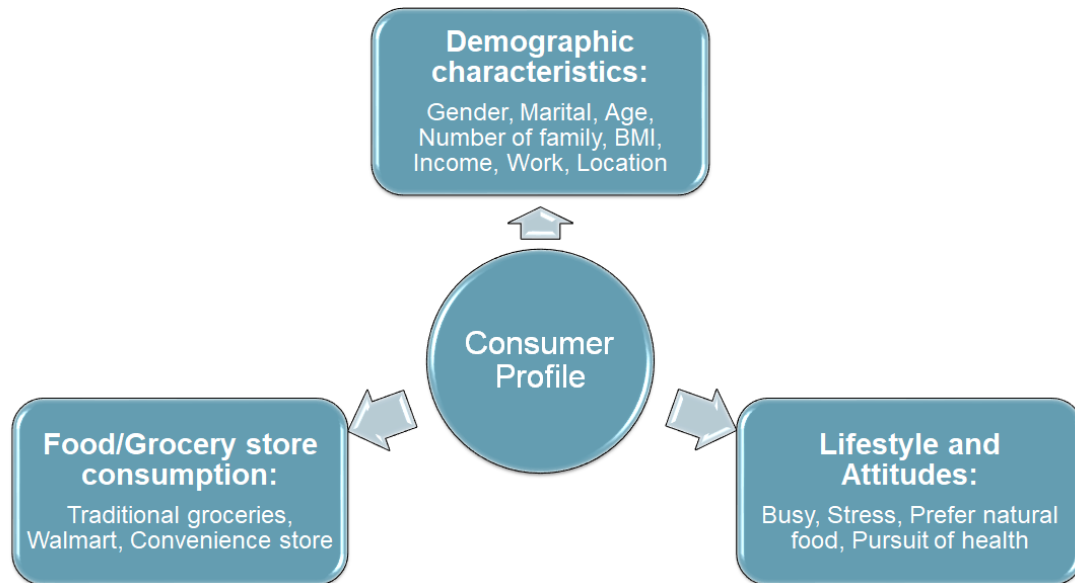 Demographic
characteristics:
Gender, Marital, Age,
Number of family, BMI,
Income, Work, Location
Consumer
Profile
Food/Grocery store
consumption:
Traditional groceries,
Walmart, Convenience store
Lifestyle and
Attitudes:
Busy, Stress, Prefer natural
food, Pursuit of health